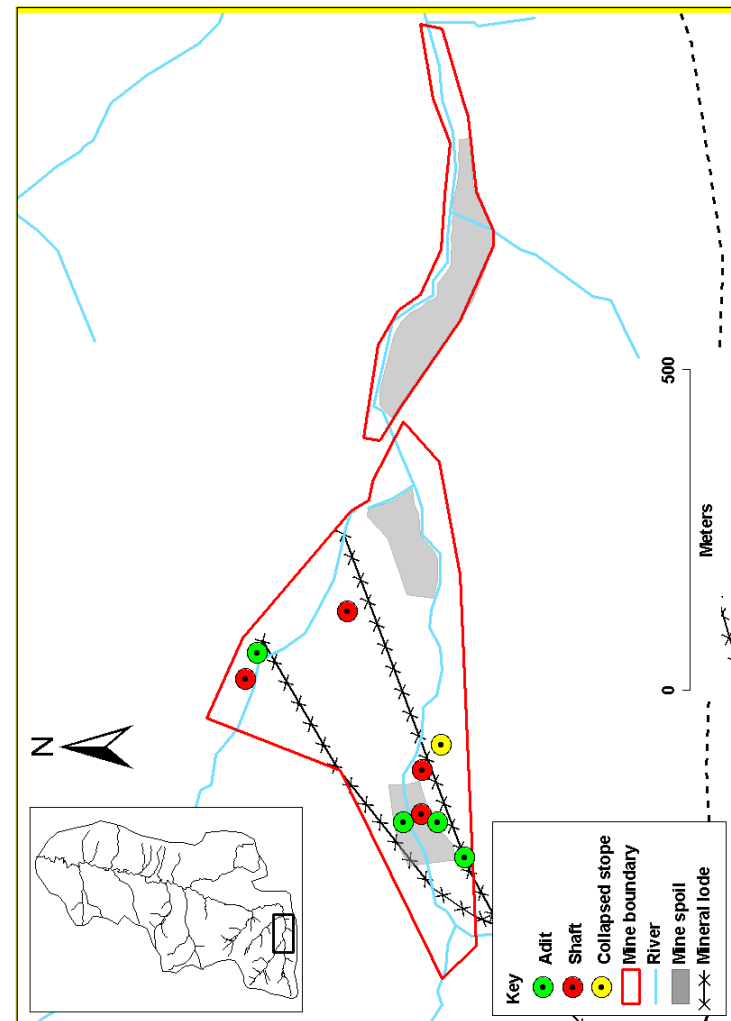 N
500
Meters
0
Key
Adit
Shaft
Collapsed stope
Mine boundary
River
Mine spoil
Mineral lode